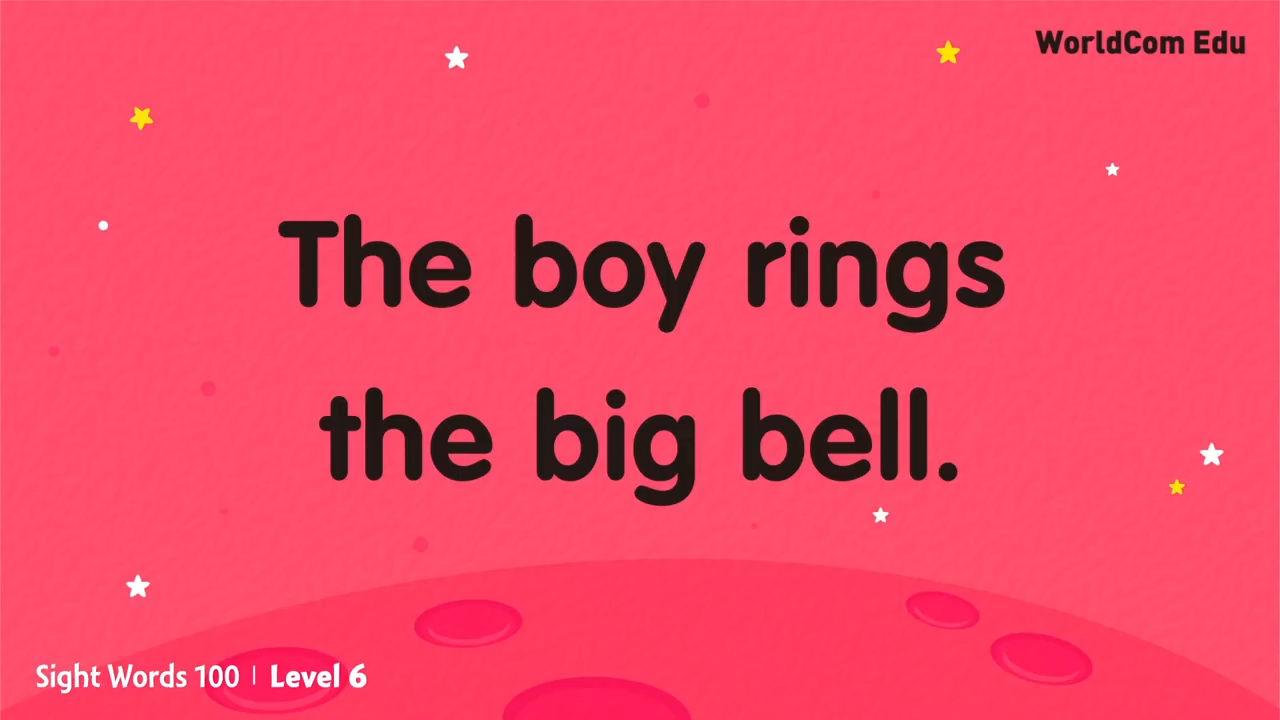 WorldCom Edu
The boy rings
the big bell.
Sight Words 100 | Level 6